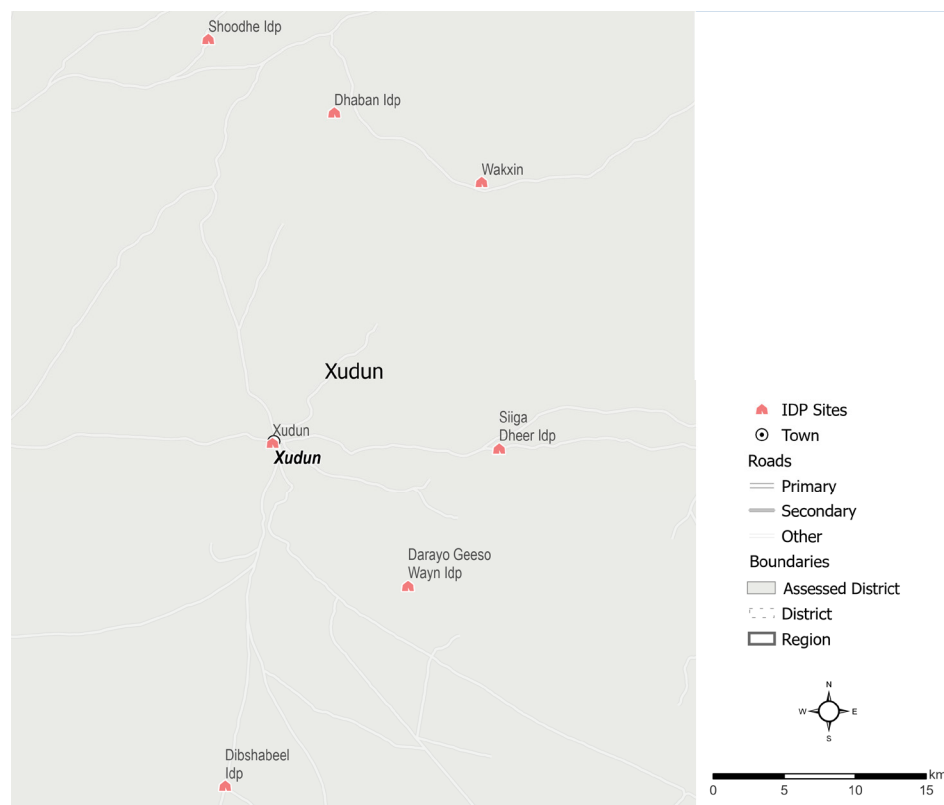 Shoodhe Idp
Dhaban Idp
Wakxin
Xudun
Siiga
Dheer Idp
Xudun
Xudun
Darayo Geeso
Wayn Idp
Dibshabeel
Idp
IDP Sites
Town
Roads
Primary
Secondary
Other
Boundaries
Assessed District
District
Region
N
W E
S
km
0 5 10 15